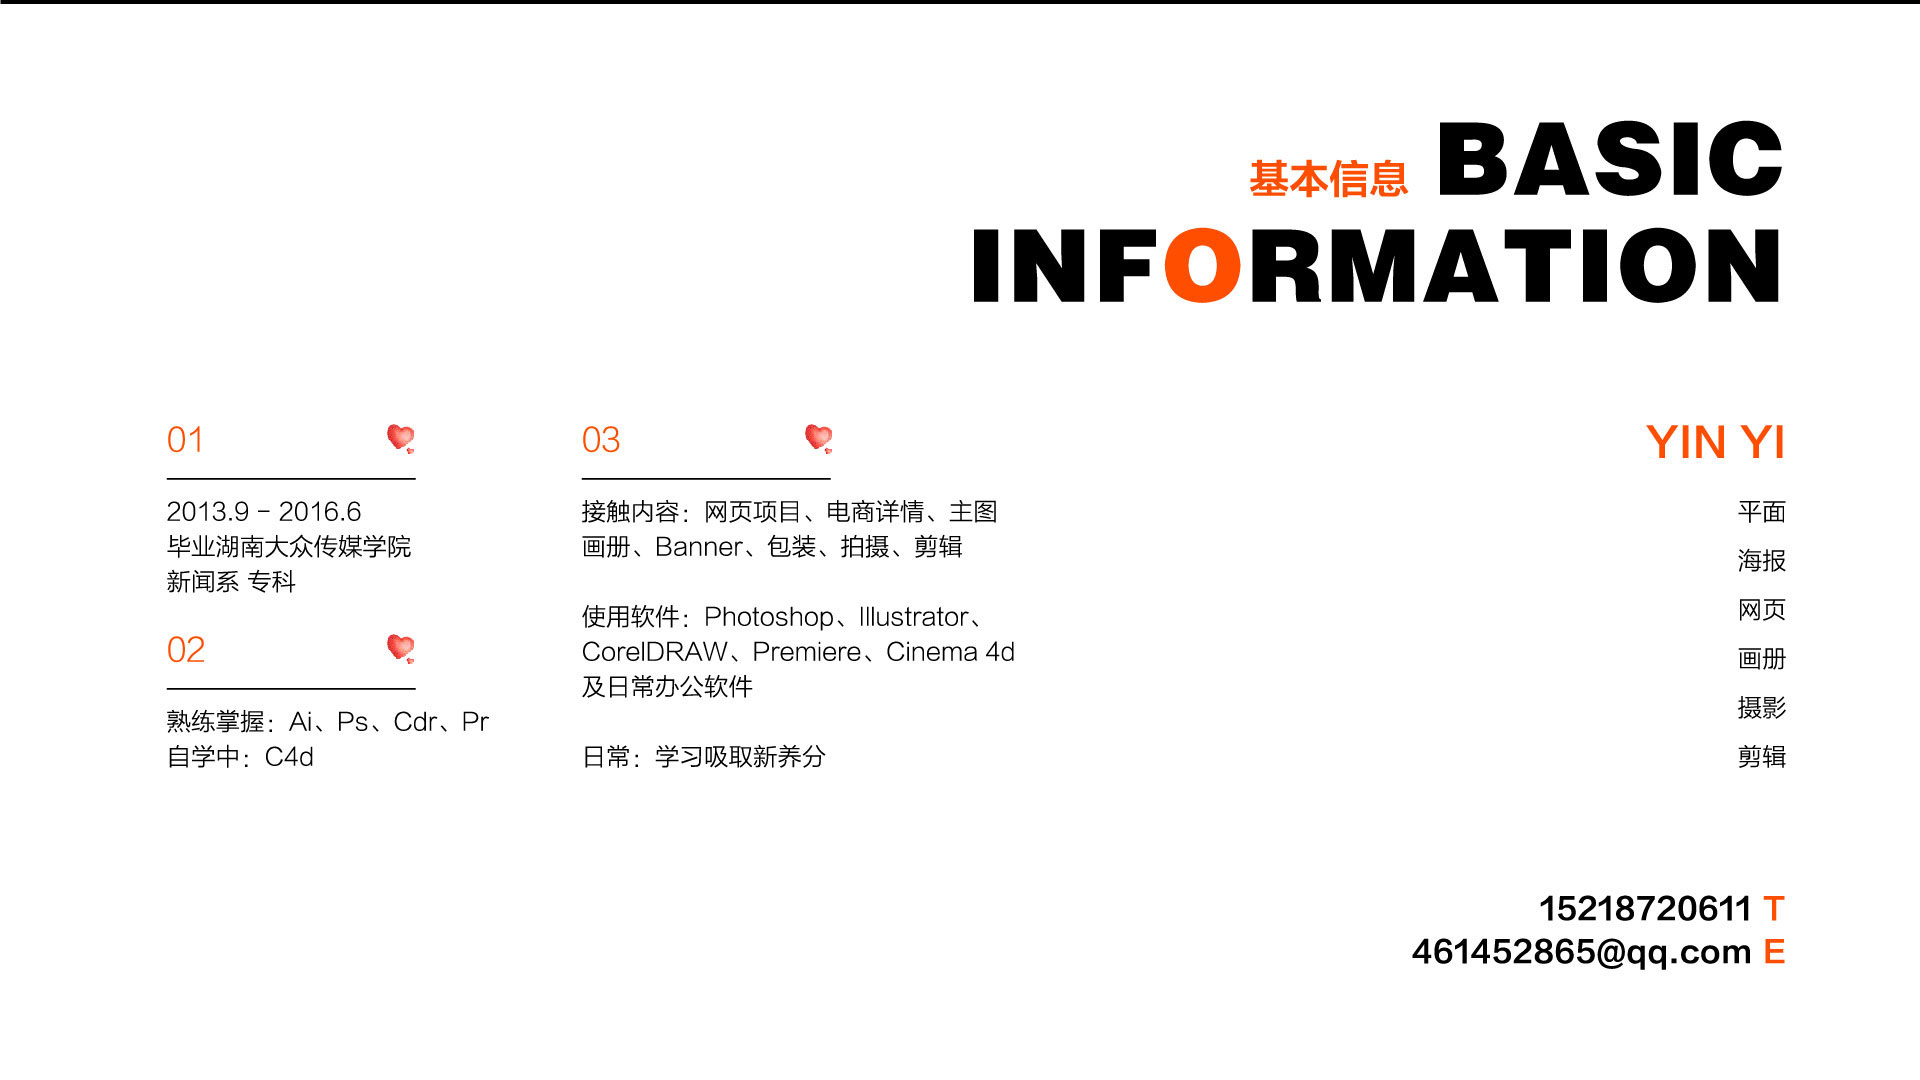 基本信息 BASIC
INFORMATION
01
2013.9 – 2016.6
毕业湖南大众传媒学院
新闻系 专科
02
熟练掌握：Ai、Ps、Cdr、Pr
自学中：C4d
03
接触内容：网页项目、电商详情、主图
画册、Banner、包装、拍摄、剪辑
使用软件：Photoshop、Illustrator、
CorelDRAW、Premiere、Cinema 4d
及日常办公软件
日常：学习吸取新养分
YIN YI
平面
海报
网页
画册
摄影
剪辑
15218720611 T
461452865@qq.com E